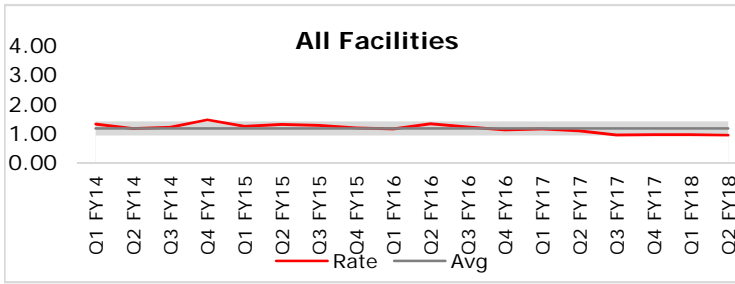 All Facilities
4.00
3.00
2.00
1.00
0.00
Q1 FY14
Q2 FY14
Q3 FY14
Q4 FY14
Q1 FY15
Q2 FY15
Q3 FY15
Q4 FY15
Q1 FY16
Q2 FY16
Q3 FY16
Q4 FY16
Q1 FY17
Q2 FY17
Q3 FY17
Q4 FY17
Q1 FY18
Q2 FY18
Rate
Avg